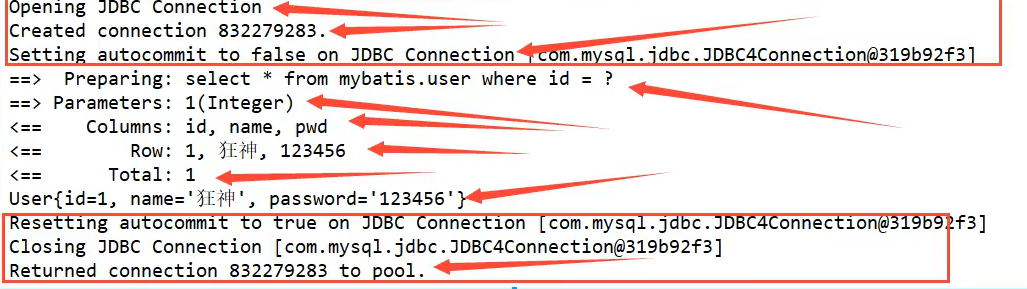 Opening JDBC Connection
Created connection 832279283.
Setting autocommit to false on JDBC Connection [com.mysql.jdbc.JDBC4Connection@319b92f3]
==>  Preparing: select * from mybatis.user where id = ?
==> Parameters: 1(Integer)
<==    Columns: id, name, pwd
<==        Row: 1, 狂神, 123456
<==      Total: 1
User{id=1, name='狂神', password='123456'}
Resetting autocommit to true on JDBC Connection [com.mysql.jdbc.JDBC4Connection@319b92f3]
Closing JDBC Connection [com.mysql.jdbc.JDBC4Connection@319b92f3]
Returned connection 832279283 to pool.